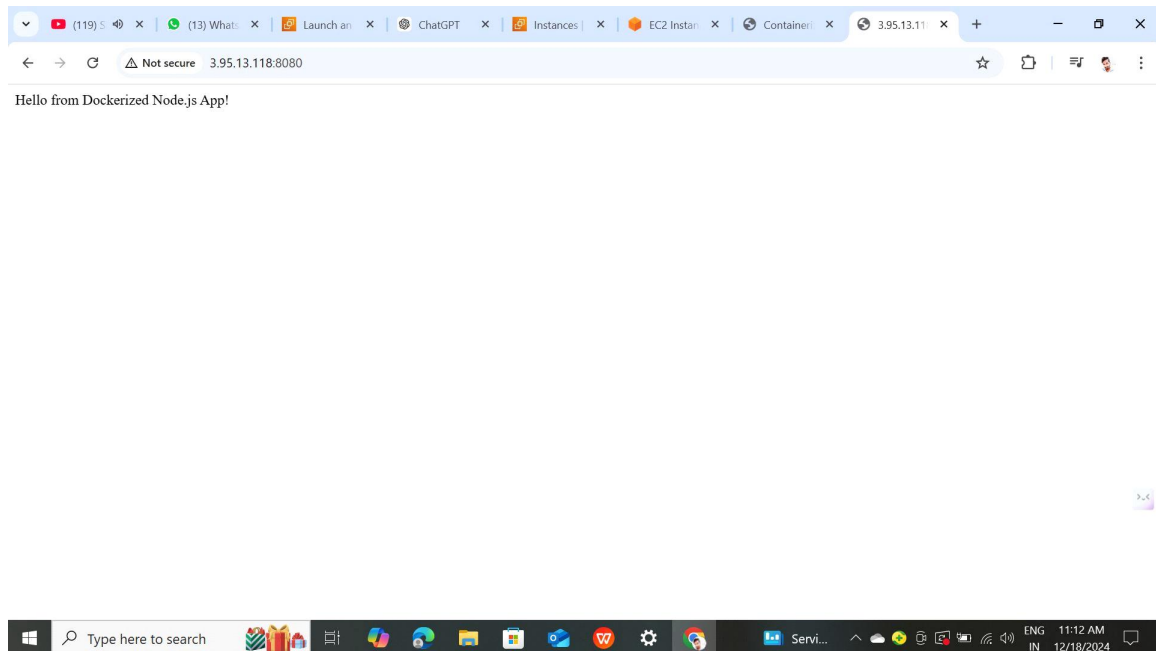 (119) S
(13) Whats
Launch an
ChatGPT
Instances |
EC2 Instan
Container
3.95.13.11
Not secure
3.95.13.118:8080
Hello from Dockerized Node.js App!
Type here to search
Servi...
ENG
IN
11:12 AM
12/18/2024